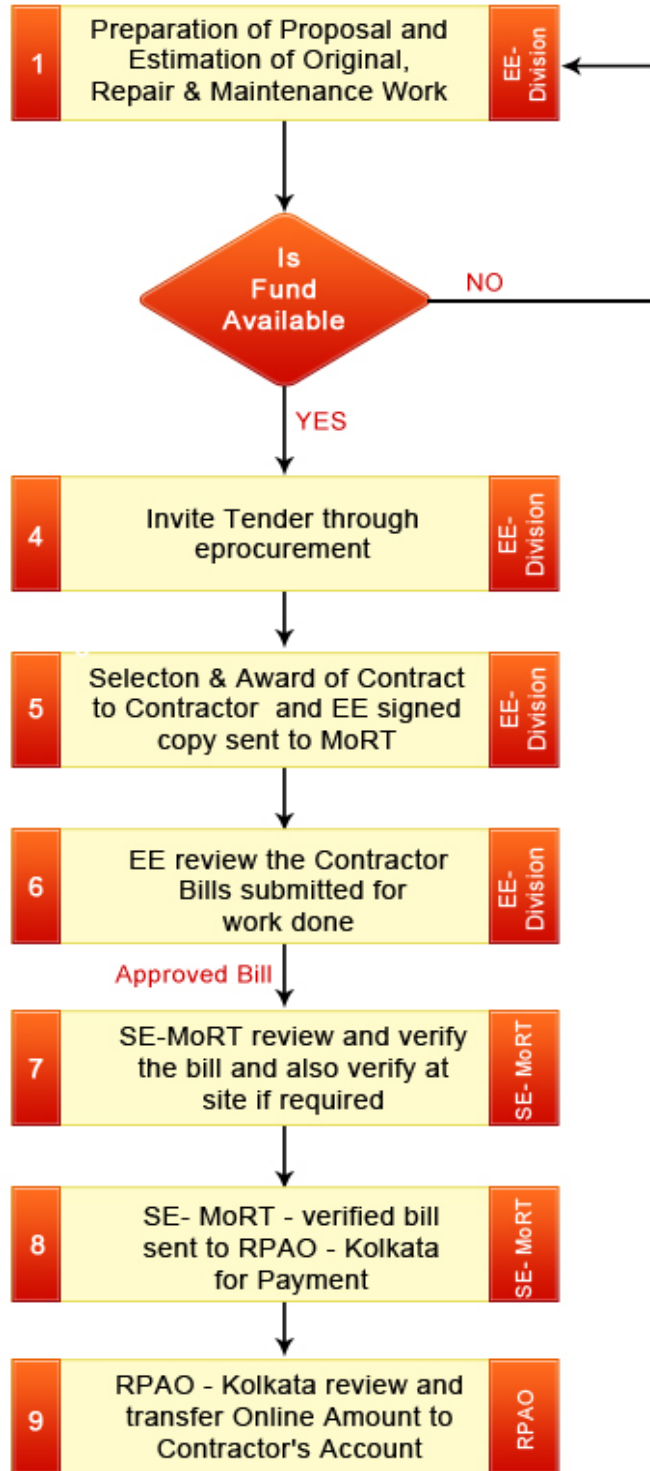 1
Preparation of Proposal and
Estimation of Original,
Repair & Maintenance Work
EE-
Division
Is
Fund
Available
NO
YES
4
Invite Tender through
eprocurement
EE-
Division
5
Selecton & Award of Contract
to Contractor and EE signed
copy sent to MoRT
EE-
Division
6
EE review the Contractor
Bills submitted for
work done
EE-
Division
Approved Bill
7
SE-MoRT review and verify
the bill and also verify at
site if required
SE- MoRT
8
SE- MoRT - verified bill
sent to RPAO - Kolkata
for Payment
SE- MoRT
9
RPAO - Kolkata review and
transfer Online Amount to
Contractor's Account
RPAO